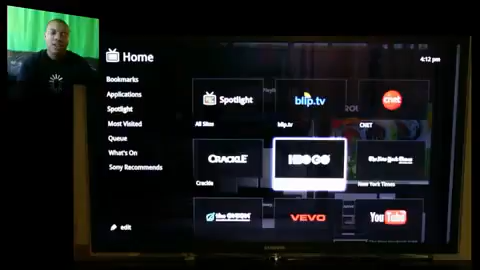 Home
4:12 pm
Bookmarks
Applications
Spotlight
Most Visited
Queue
What's On
Sony Recommends
edit
Spotlight
blip.tv
cnet
All Sites
blip.tv
CNET
CRACKLE
HBO GO
The New York Times
Crackle
New York Times
the ONION
VEVO
YouTube
SAMSUNG